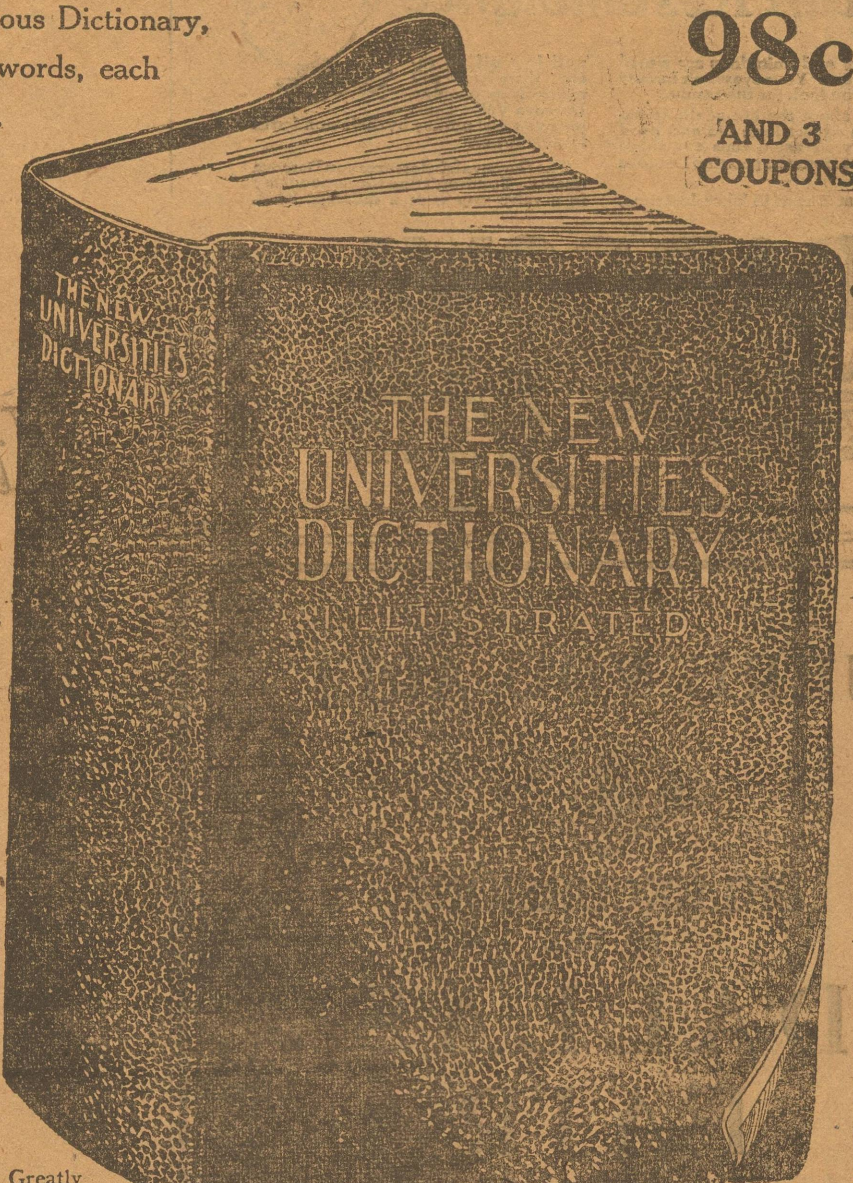 ous Dictionary,
words, each
98c
AND 3
COUPONS
THE NEW
UNIVERSITIES
DICTIONARY
THE NEW
UNIVERSITIES
DICTIONARY
ILLUSTRATED
Greatly